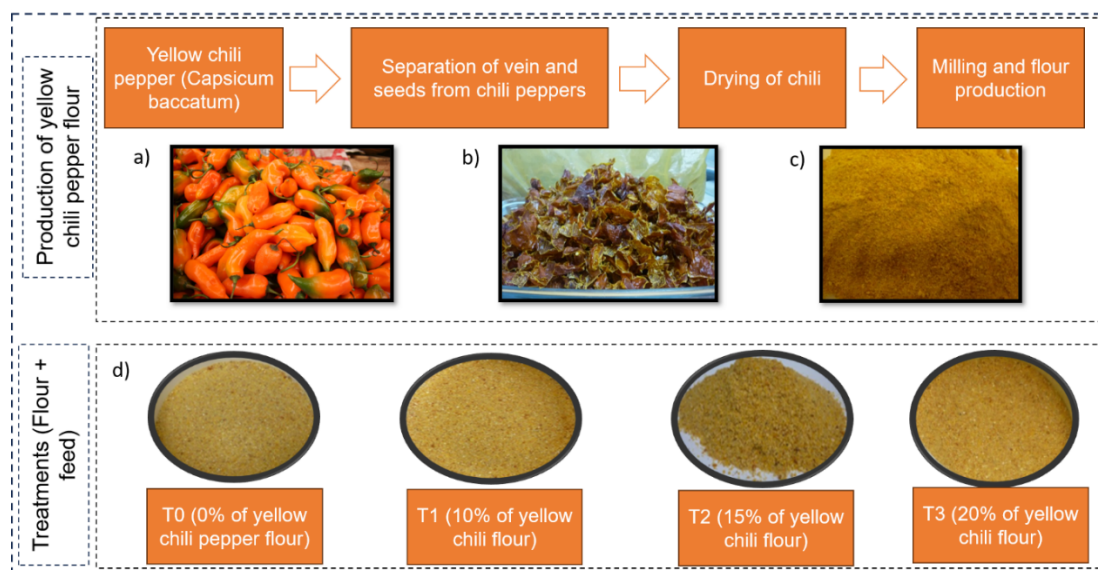 Production of yellow
chili pepper flour
Yellow chili
pepper (Capsicum
baccatum)
Separation of vein and
seeds from chili peppers
Drying of chili
Milling and flour
production
a)
b)
c)
Treatments (Flour +
feed)
d)
T0 (0% of yellow
chili pepper flour)
T1 (10% of yellow
chili flour)
T2 (15% of yellow
chili flour)
T3 (20% of yellow
chili flour)